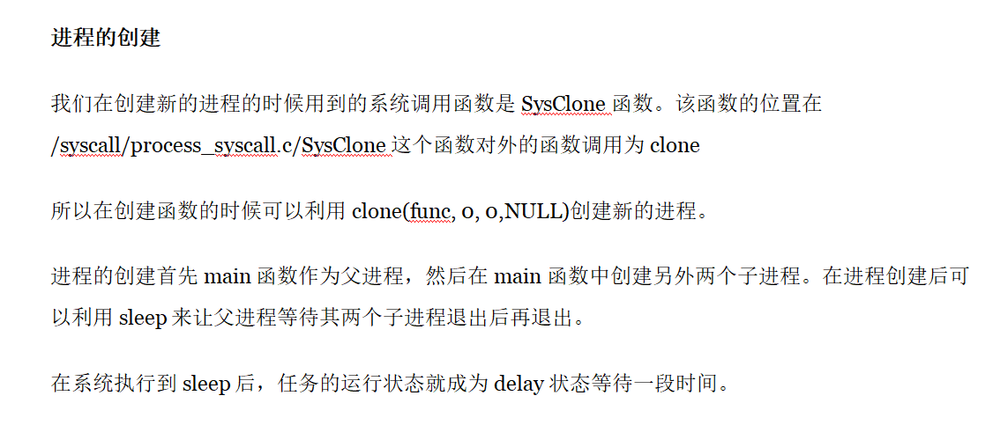 进程的创建
我们在创建新的进程的时候用到的系统调用函数是 SysClone 函数。该函数的位置在
/syscall/process_syscall.c/SysClone 这个函数对外的函数调用为 clone
所以在创建函数的时候可以利用 clone(func, 0, 0,NULL)创建新的进程。
进程的创建首先 main 函数作为父进程，然后在 main 函数中创建另外两个子进程。在进程创建后可
以利用 sleep 来让父进程等待其两个子进程退出后再退出。
在系统执行到 sleep 后，任务的运行状态就成为 delay 状态等待一段时间。